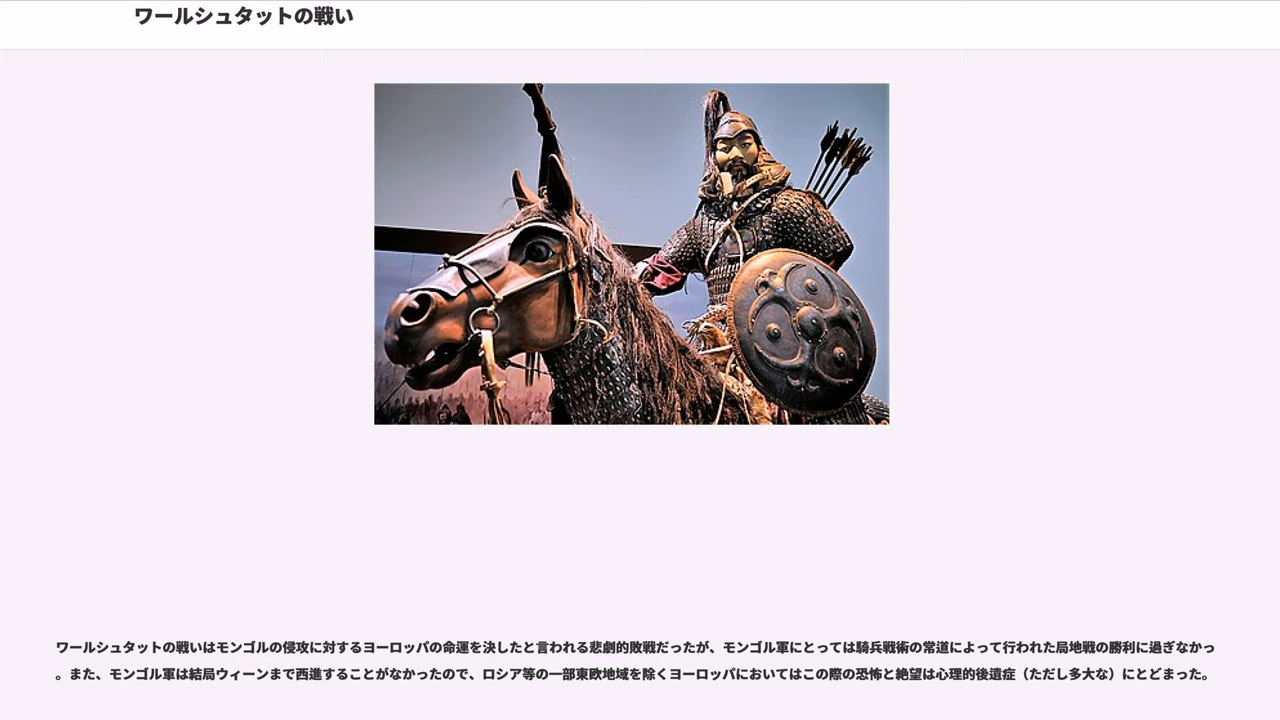 ワールシュタットの戦い
ワールシュタットの戦いはモンゴルの侵攻に対するヨーロッパの命運を決したと言われる悲劇的敗戦だったが、モンゴル軍にとっては騎兵戦術の常道によって行われた局地戦の勝利に過ぎなかっ
。また、モンゴル軍は結局ウィーンまで西進することがなかったので、ロシア等の一部東欧地域を除くヨーロッパにおいてはこの際の恐怖と絶望は心理的後遺症（ただし多大な）にとどまった。